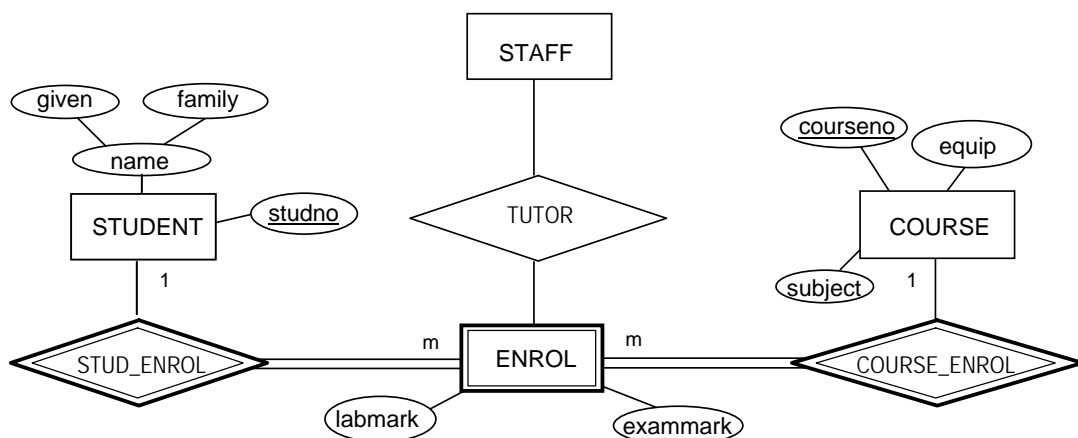 STAFF
given
family
courseno
equip
name
STUDENT
studno
TUTOR
COURSE
1
subject
1
m
m
STUD_ENROL
ENROL
COURSE_ENROL
labmark
exammark